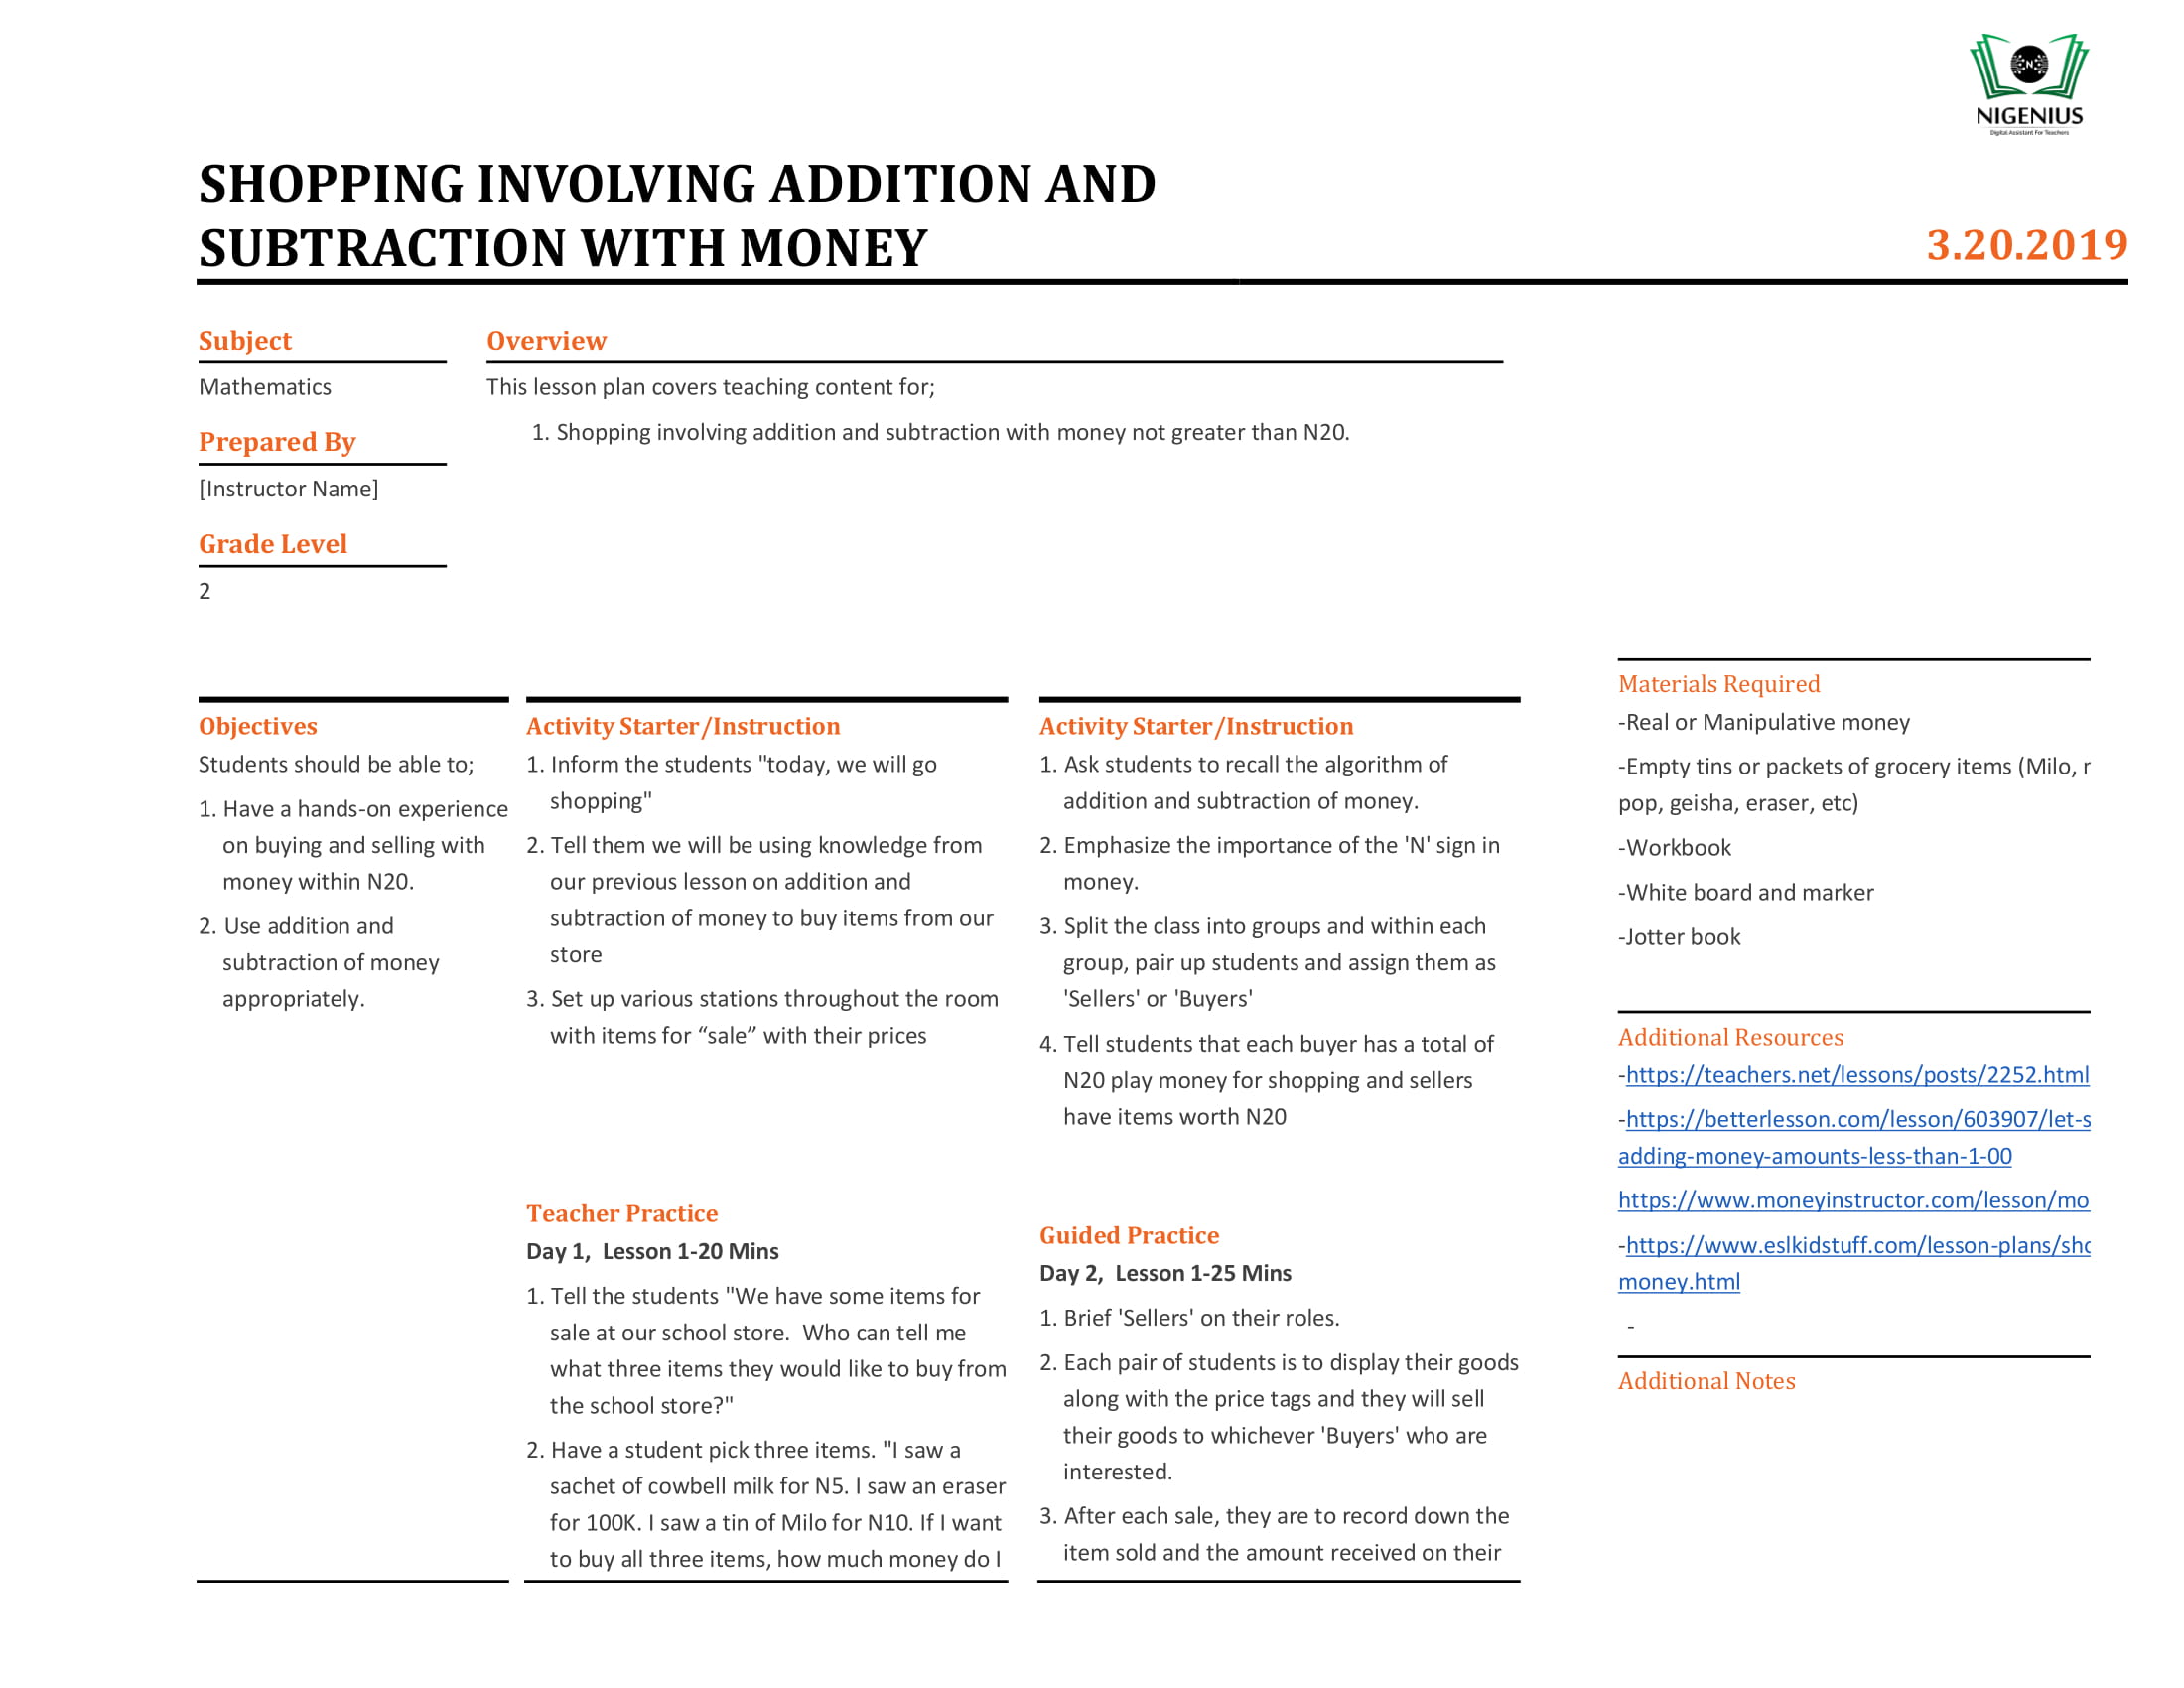 NIGENIUS
Digital Assistant For Teachers
SHOPPING INVOLVING ADDITION AND
SUBTRACTION WITH MONEY
3.20.2019
Subject
Mathematics
Prepared By
[Instructor Name]
Grade Level
2
Overview
This lesson plan covers teaching content for;
1. Shopping involving addition and subtraction with money not greater than N20.
Objectives
Students should be able to;
1. Have a hands-on experience
on buying and selling with
money within N20.
2. Use addition and
subtraction of money
appropriately.
Activity Starter/Instruction
1. Inform the students "today, we will go
shopping"
2. Tell them we will be using knowledge from
our previous lesson on addition and
subtraction of money to buy items from our
store
3. Set up various stations throughout the room
with items for “sale” with their prices
Teacher Practice
Day 1,  Lesson 1-20 Mins
1. Tell the students "We have some items for
sale at our school store.  Who can tell me
what three items they would like to buy from
the school store?"
2. Have a student pick three items. "I saw a
sachet of cowbell milk for N5. I saw an eraser
for 100K. I saw a tin of Milo for N10. If I want
to buy all three items, how much money do I
Activity Starter/Instruction
1. Ask students to recall the algorithm of
addition and subtraction of money.
2. Emphasize the importance of the 'N' sign in
money.
3. Split the class into groups and within each
group, pair up students and assign them as
'Sellers' or 'Buyers'
4. Tell students that each buyer has a total of
N20 play money for shopping and sellers
have items worth N20
Guided Practice
Day 2,  Lesson 1-25 Mins
1. Brief 'Sellers' on their roles.
2. Each pair of students is to display their goods
along with the price tags and they will sell
their goods to whichever 'Buyers' who are
interested.
3. After each sale, they are to record down the
item sold and the amount received on their
Materials Required
-Real or Manipulative money
-Empty tins or packets of grocery items (Milo,
pop, geisha, eraser, etc)
-Workbook
-White board and marker
-Jotter book
Additional Resources
-https://teachers.net/lessons/posts/2252.html
-https://betterlesson.com/lesson/603907/let-s
adding-money-amounts-less-than-1-00
https://www.moneyinstructor.com/lesson/mo
-https://www.eslkidstuff.com/lesson-plans/sho
money.html
-
Additional Notes